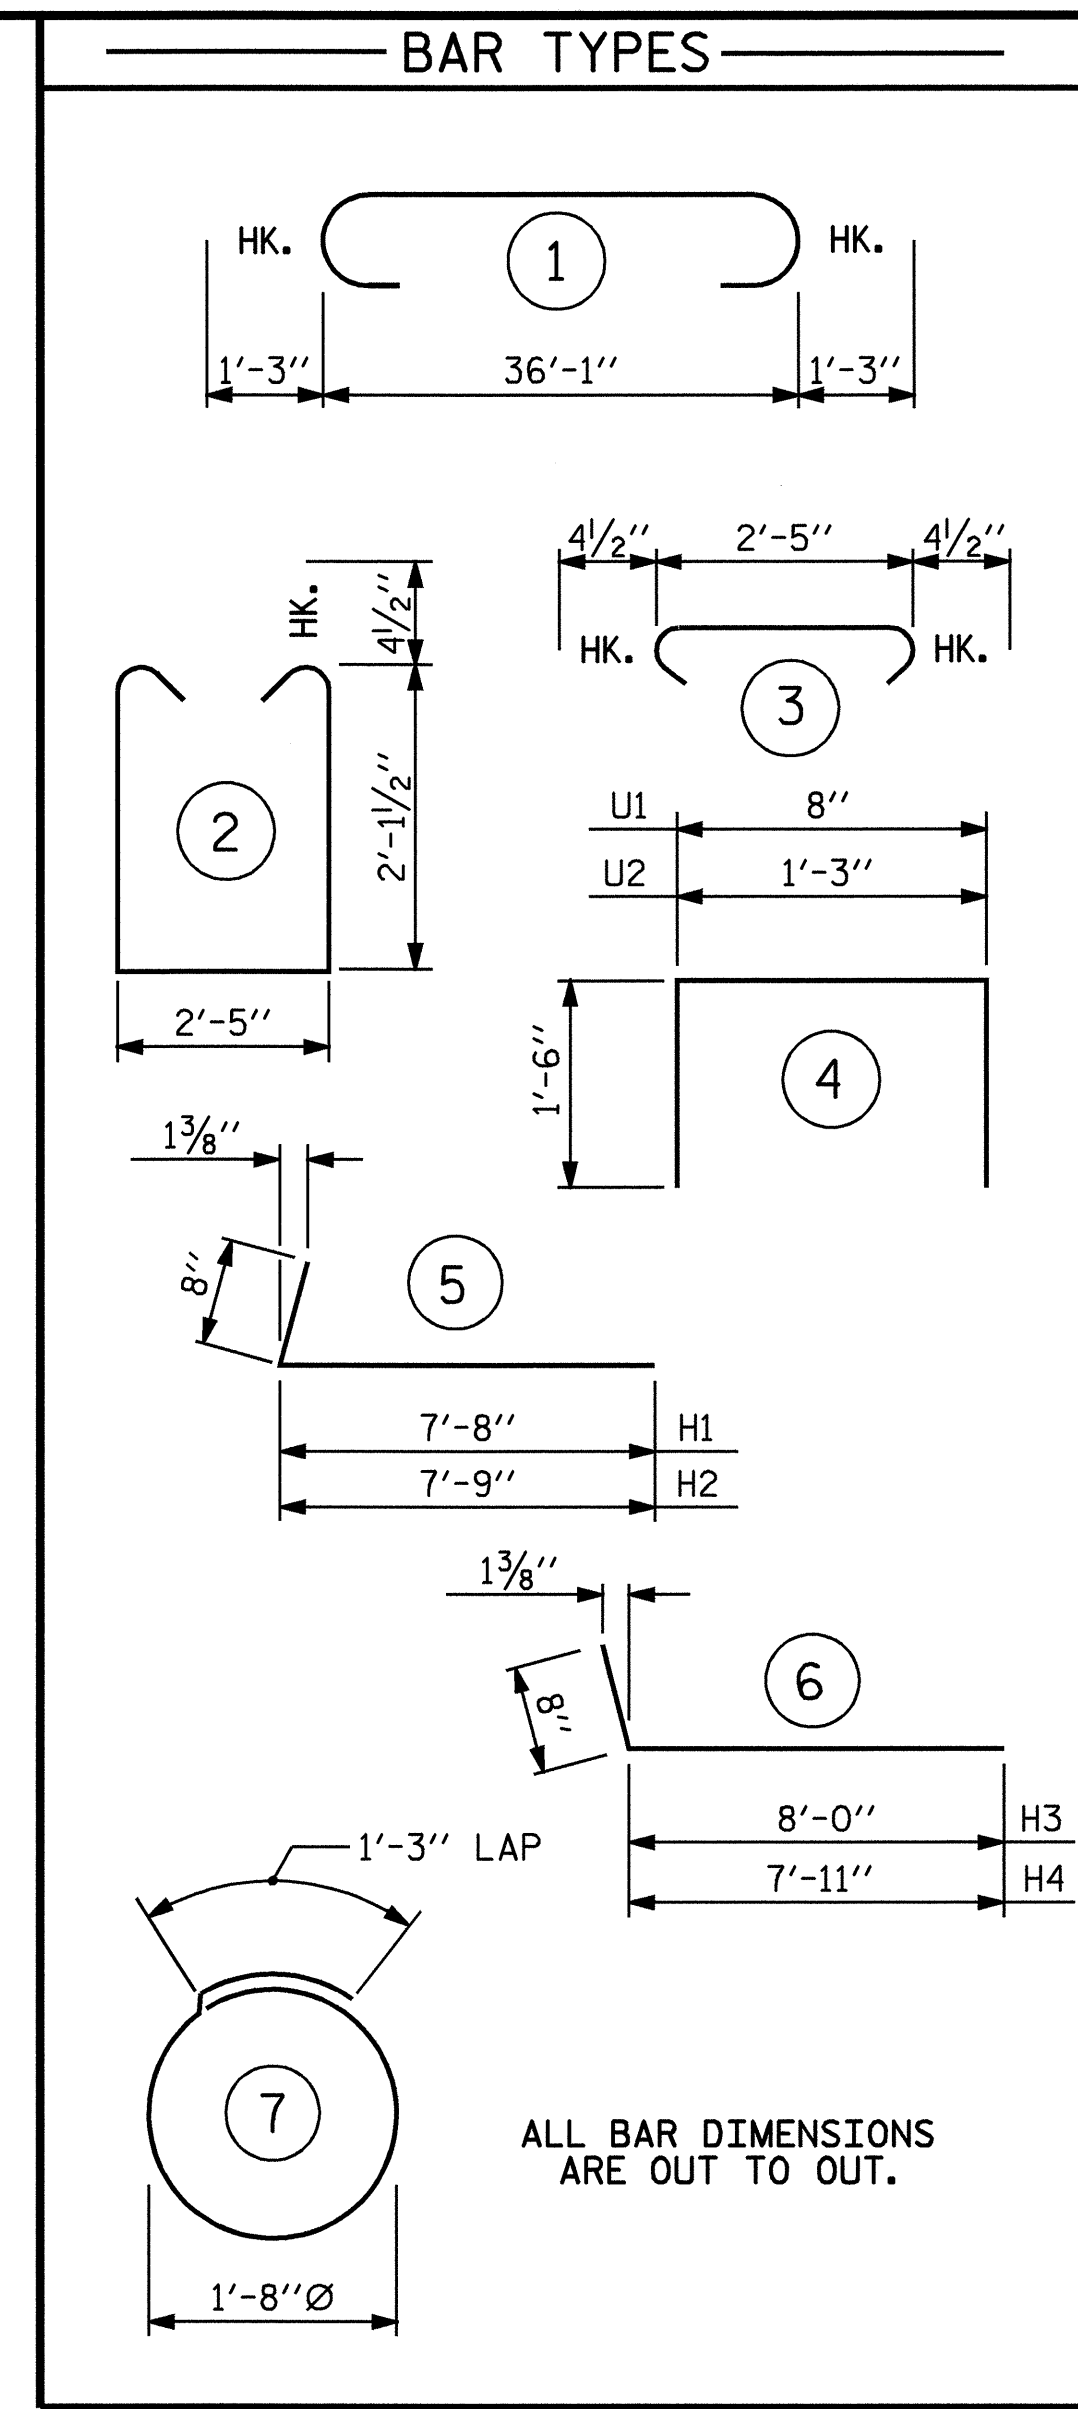 BAR TYPES
HK. 1 HK.
1'-3" 36'-1" 1'-3"
4½" 2'-5" 4½"
HK. 3 HK.
HK. 4½"
2 2'-1½"
2'-5"
U1 8"
U2 1'-3"
1'-6" 4
1⅜"
8" 5
7'-8" H1
7'-9" H2
1⅜"
8" 6
8'-0" H3
7'-11" H4
1'-3" LAP
7
1'-8"Ø
ALL BAR DIMENSIONS
ARE OUT TO OUT.